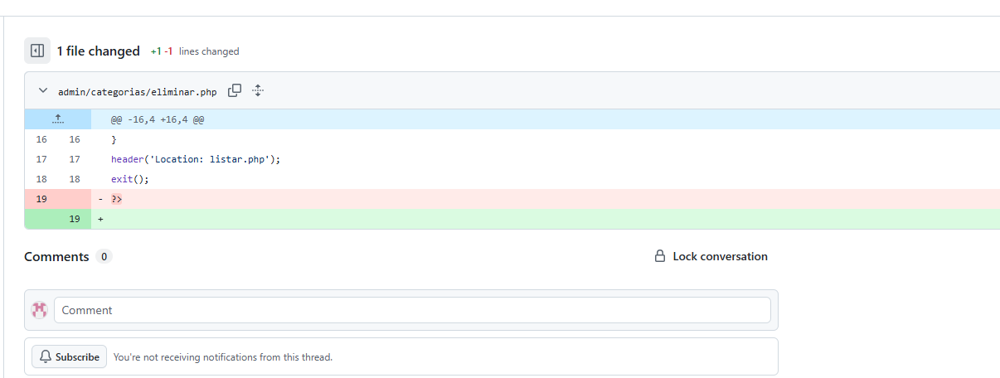 1 file changed +1 -1 lines changed
admin/categorias/eliminar.php
@@ -16,4 +16,4 @@
16 16 }
17 17 header('Location: listar.php');
18 18 exit();
19 - ?>
19 +
Comments 0 Lock conversation
Comment
Subscribe You're not receiving notifications from this thread.